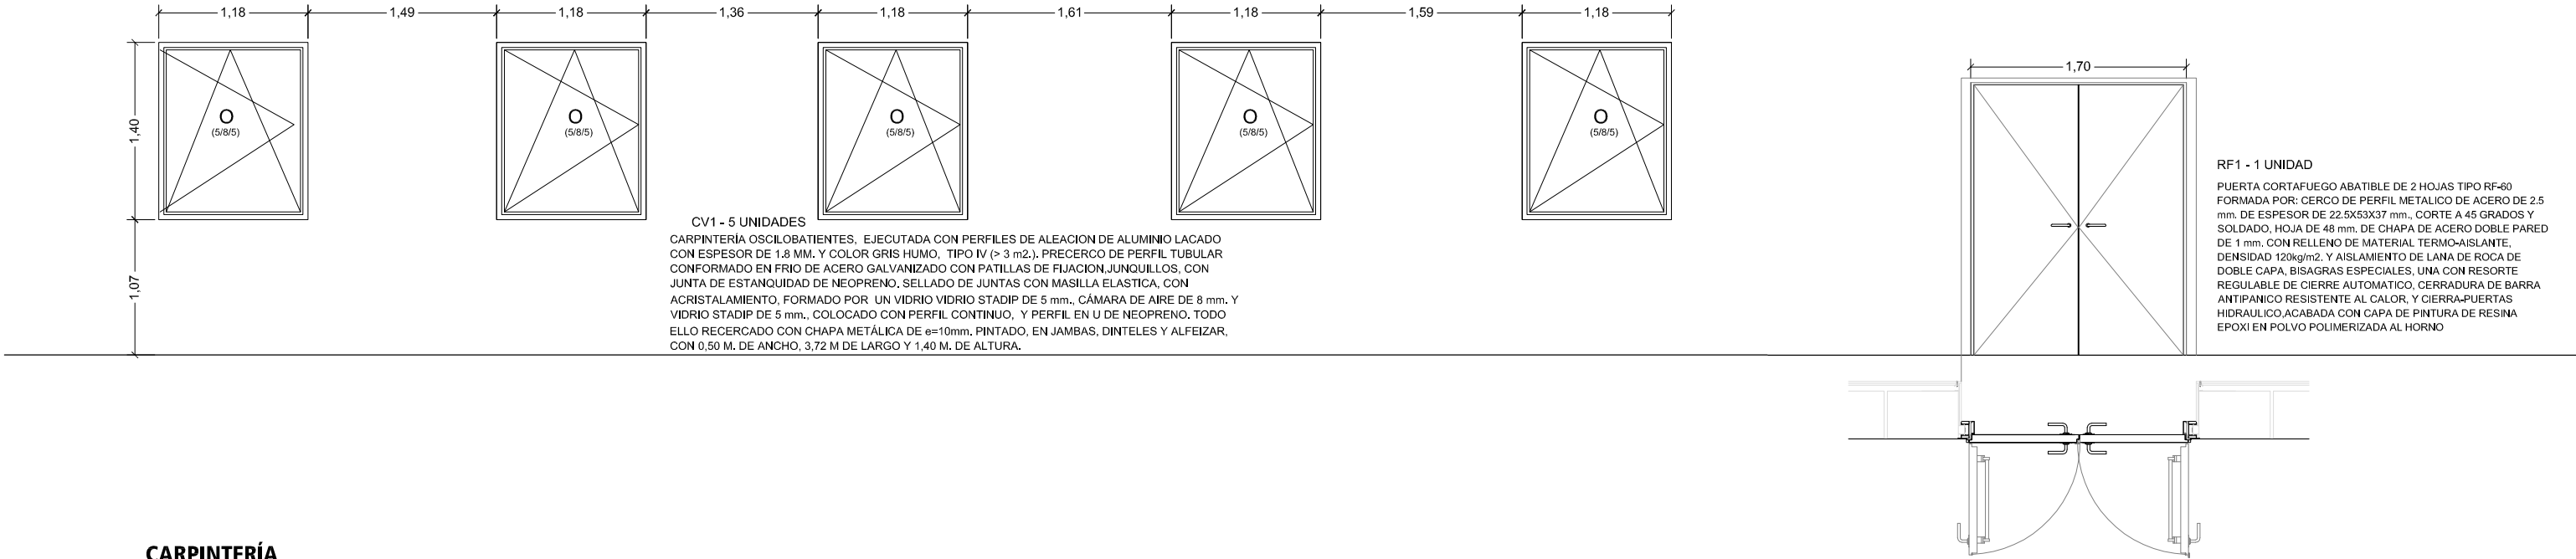 1,18
1,49
1,18
1,36
1,18
1,61
1,18
1,59
1,18
1,40
1,07
O
(5/8/5)
O
(5/8/5)
O
(5/8/5)
O
(5/8/5)
O
(5/8/5)
CV1 - 5 UNIDADES
CARPINTERÍA OSCILOBATIENTES, EJECUTADA CON PERFILES DE ALEACION DE ALUMINIO LACADO
CON ESPESOR DE 1.8 MM. Y COLOR GRIS HUMO, TIPO IV (> 3 m2.). PRECERCO DE PERFIL TUBULAR
CONFORMADO EN FRIO DE ACERO GALVANIZADO CON PATILLAS DE FIJACION,JUNQUILLOS, CON
JUNTA DE ESTANQUIDAD DE NEOPRENO. SELLADO DE JUNTAS CON MASILLA ELASTICA, CON
ACRISTALAMIENTO, FORMADO POR UN VIDRIO VIDRIO STADIP DE 5 mm., CÁMARA DE AIRE DE 8 mm. Y
VIDRIO STADIP DE 5 mm., COLOCADO CON PERFIL CONTINUO, Y PERFIL EN U DE NEOPRENO. TODO
ELLO RECERCADO CON CHAPA METÁLICA DE e=10mm. PINTADO, EN JAMBAS, DINTELES Y ALFEIZAR,
CON 0,50 M. DE ANCHO, 3,72 M DE LARGO Y 1,40 M. DE ALTURA.
1,70
RF1 - 1 UNIDAD
PUERTA CORTAFUEGO ABATIBLE DE 2 HOJAS TIPO RF-60
FORMADA POR: CERCO DE PERFIL METALICO DE ACERO DE 2.5
mm. DE ESPESOR DE 22.5X53X37 mm., CORTE A 45 GRADOS Y
SOLDADO, HOJA DE 48 mm. DE CHAPA DE ACERO DOBLE PARED
DE 1 mm. CON RELLENO DE MATERIAL TERMO-AISLANTE,
DENSIDAD 120kg/m2. Y AISLAMIENTO DE LANA DE ROCA DE
DOBLE CAPA, BISAGRAS ESPECIALES, UNA CON RESORTE
REGULABLE DE CIERRE AUTOMATICO, CERRADURA DE BARRA
ANTIPANICO RESISTENTE AL CALOR, Y CIERRA-PUERTAS
HIDRAULICO,ACABADA CON CAPA DE PINTURA DE RESINA
EPOXI EN POLVO POLIMERIZADA AL HORNO
CARPINTERÍA